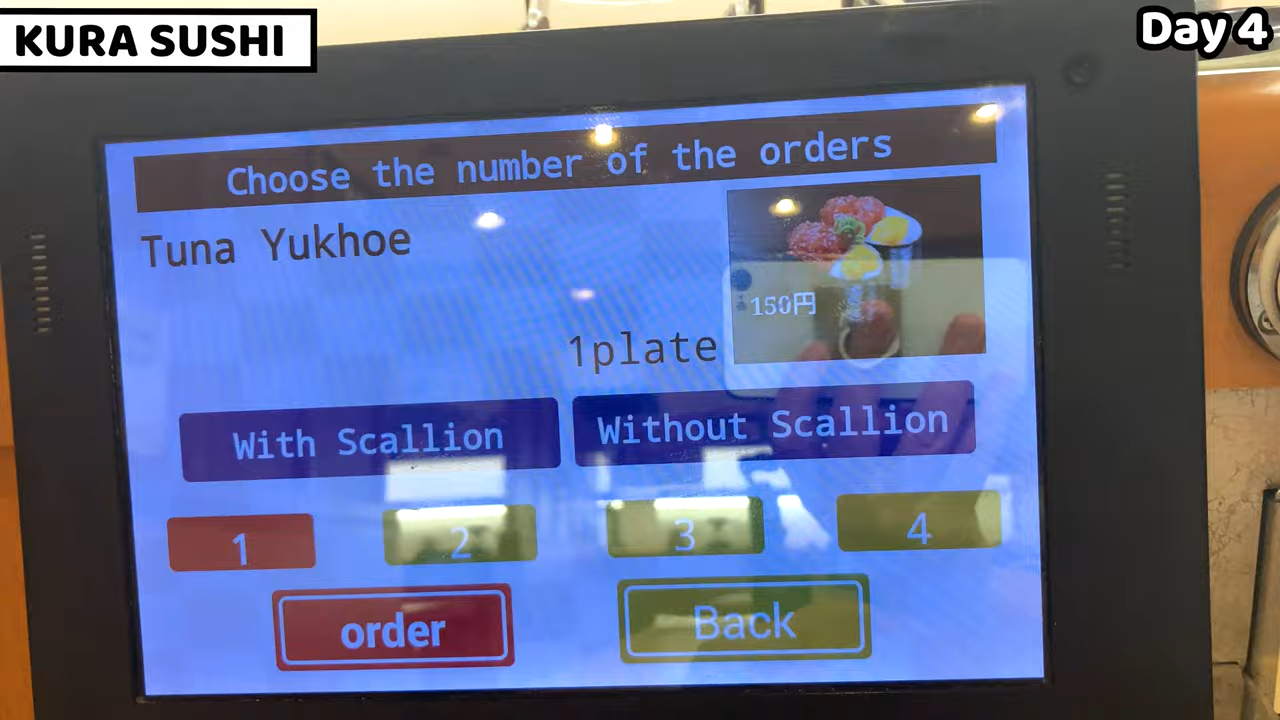 KURA SUSHI
Day 4
Choose the number of the orders
Tuna Yukhoe
150円
1plate
With Scallion
Without Scallion
1
2
3
4
order
Back